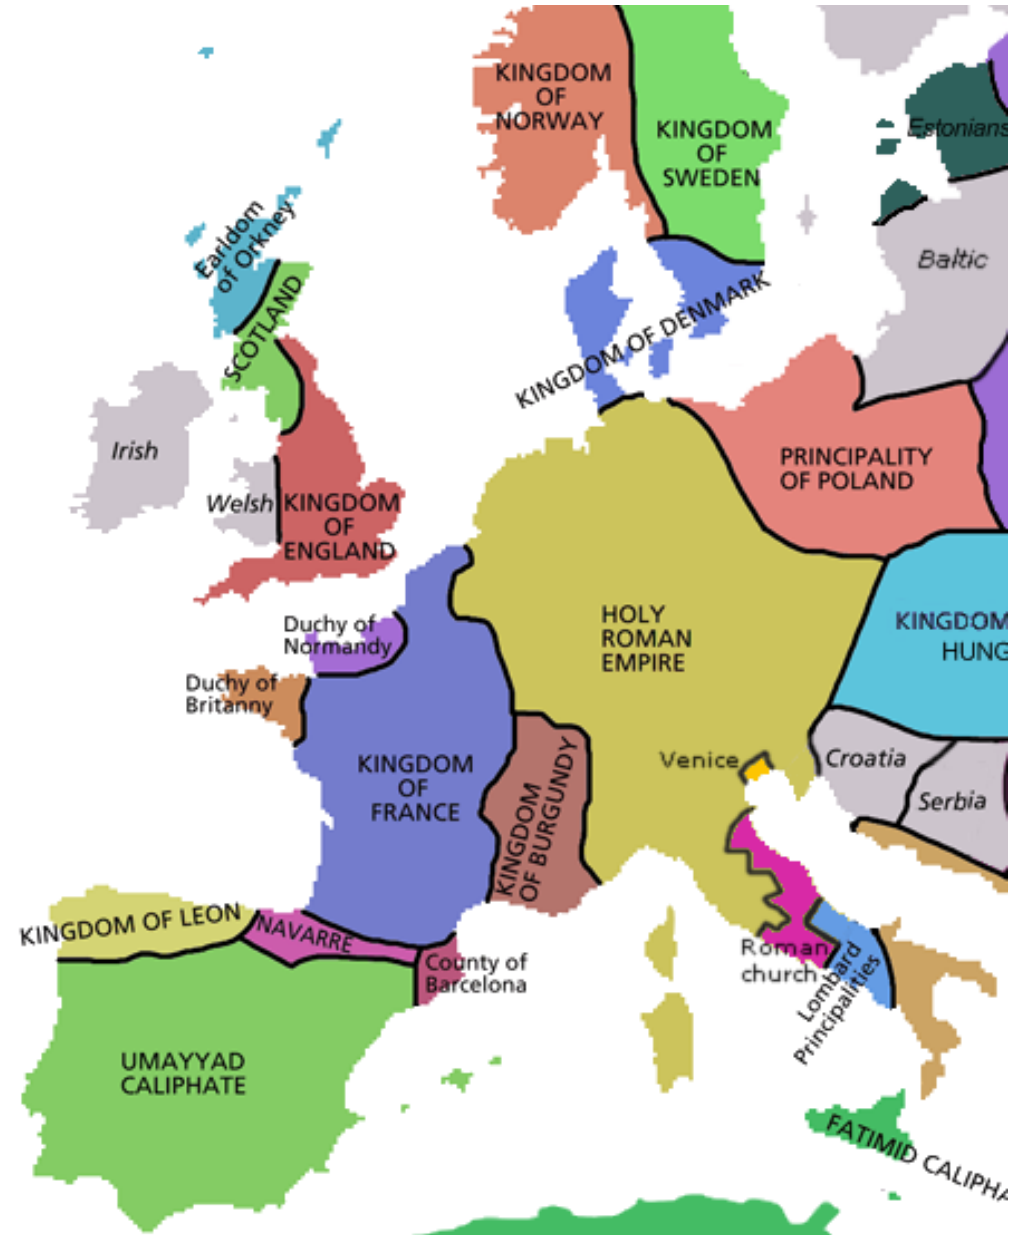 KINGDOM
OF
NORWAY
KINGDOM
OF
SWEDEN
Estonians
Earldom
of Orkney
Baltic
SCOTLAND
KINGDOM OF DENMARK
Irish
PRINCIPALITY
OF POLAND
Welsh
KINGDOM
OF
ENGLAND
HOLY
ROMAN
EMPIRE
KINGDOM
HUNG
Duchy of
Normandy
Duchy of
Britanny
KINGDOM
OF
FRANCE
Venice
Croatia
Serbia
KINGDOM
OF BURGUNDY
KINGDOM OF LEON
NAVARRE
County of
Barcelona
Roman
church
Lombard
Principalities
UMAYYAD
CALIPHATE
FATIMID CALIPHA